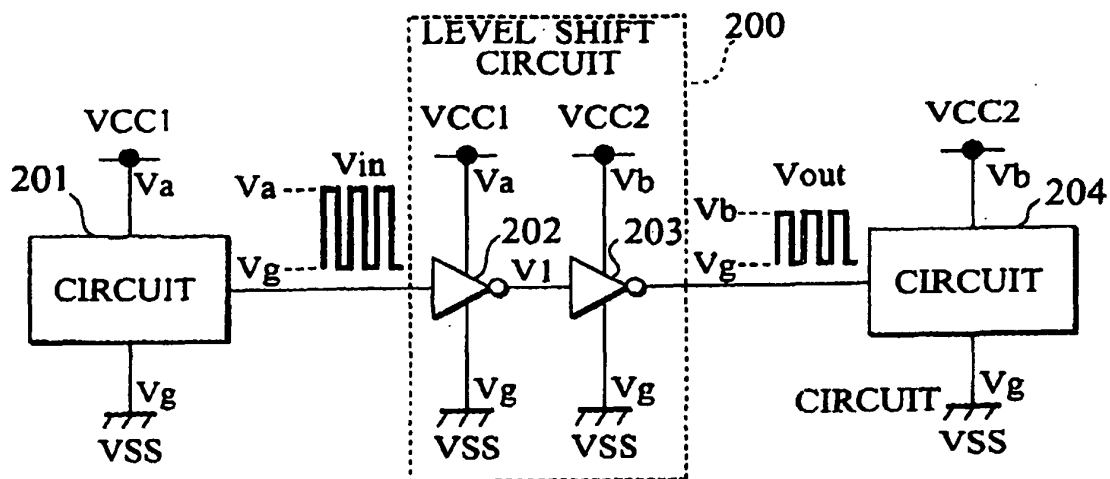 LEVEL SHIFT
CIRCUIT
200
VCC1
VCC1
VCC2
VCC2
201
Va
Va
Vin
Va
Vb
Vout
Vb
Vb
204
202
203
CIRCUIT
Vg
V1
Vg
CIRCUIT
Vg
VSS
Vg
VSS
Vg
VSS
CIRCUIT
Vg
VSS